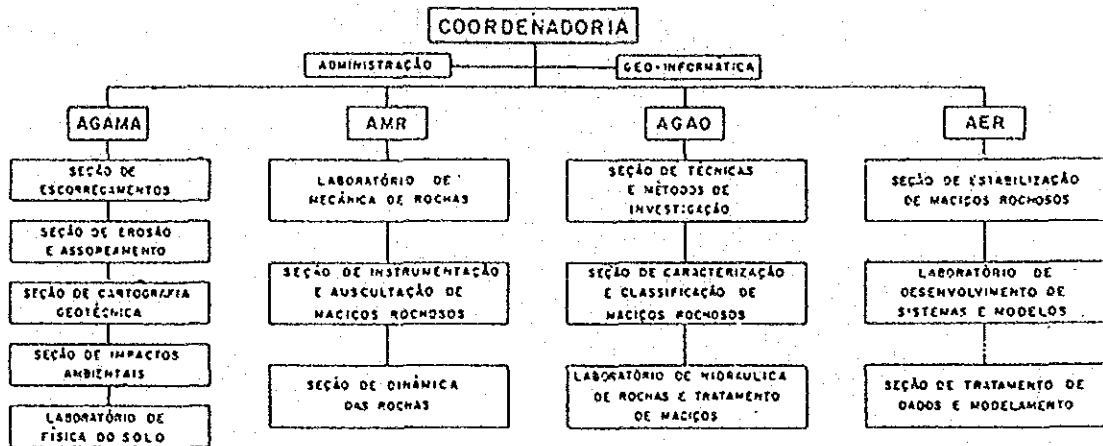 COORDENADORIA
ADMINISTRAÇÃO
GEO-INFORMÁTICA
AGAMA
AMR
AGAO
AER
SEÇÃO DE
ESCORREGAMENTOS
SEÇÃO DE EROSÃO
E ASSOREAMENTO
SEÇÃO DE CARTOGRAFIA
GEOTÉCNICA
SEÇÃO DE IMPACTOS
AMBIENTAIS
LABORATÓRIO DE
FÍSICA DO SOLO
LABORATÓRIO DE
MECÂNICA DE ROCHAS
SEÇÃO DE INSTRUMENTAÇÃO
E AUSCULTAÇÃO DE
MACIÇOS ROCHOSOS
SEÇÃO DE DINÂMICA
DAS ROCHAS
SEÇÃO DE TÉCNICAS
E MÉTODOS DE
INVESTIGAÇÃO
SEÇÃO DE CARACTERIZAÇÃO
E CLASSIFICAÇÃO DE
MACIÇOS ROCHOSOS
LABORATÓRIO DE HIDRAULICA
DE ROCHAS E TRATAMENTO
DE MACIÇOS
SEÇÃO DE ESTABILIZAÇÃO
DE MACIÇOS ROCHOSOS
LABORATÓRIO DE
DESENVOLVIMENTO DE
SISTEMAS E MODELOS
SEÇÃO DE TRATAMENTO DE
DADOS E MODELAMENTO